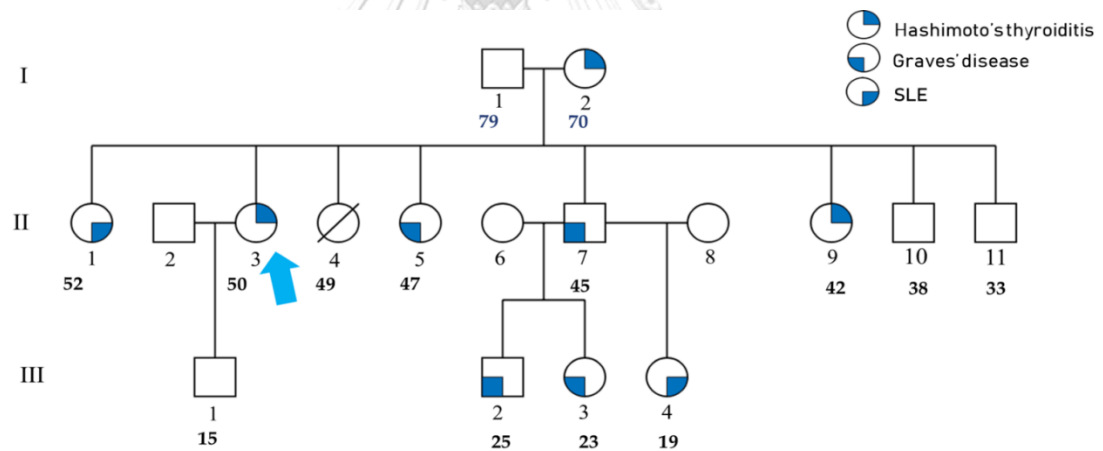 Hashimoto's thyroiditis
Graves' disease
SLE
I
1 2
79 70
II
1 2 3 4 5 6 7 8 9 10 11
52 50 49 47 45 42 38 33
III
1 2 3 4
15 25 23 19